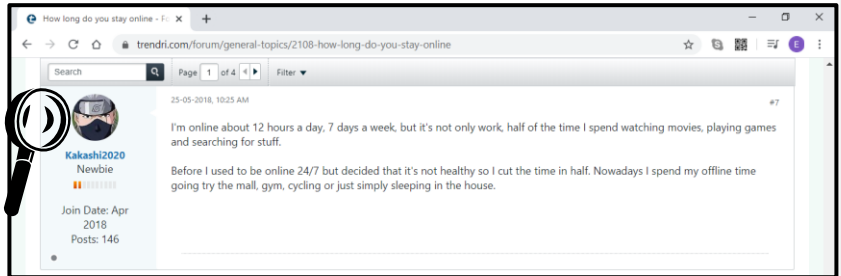 How long do you stay online - Fo
trendri.com/forum/general-topics/2108-how-long-do-you-stay-online
E
Search
Page 1 of 4
Filter
25-05-2018, 10:25 AM
#7
I'm online about 12 hours a day, 7 days a week, but it's not only work, half of the time I spend watching movies, playing games
and searching for stuff.
Before I used to be online 24/7 but decided that it's not healthy so I cut the time in half. Nowadays I spend my offline time
going try the mall, gym, cycling or just simply sleeping in the house.
Kakashi2020
Newbie
Join Date: Apr
2018
Posts: 146